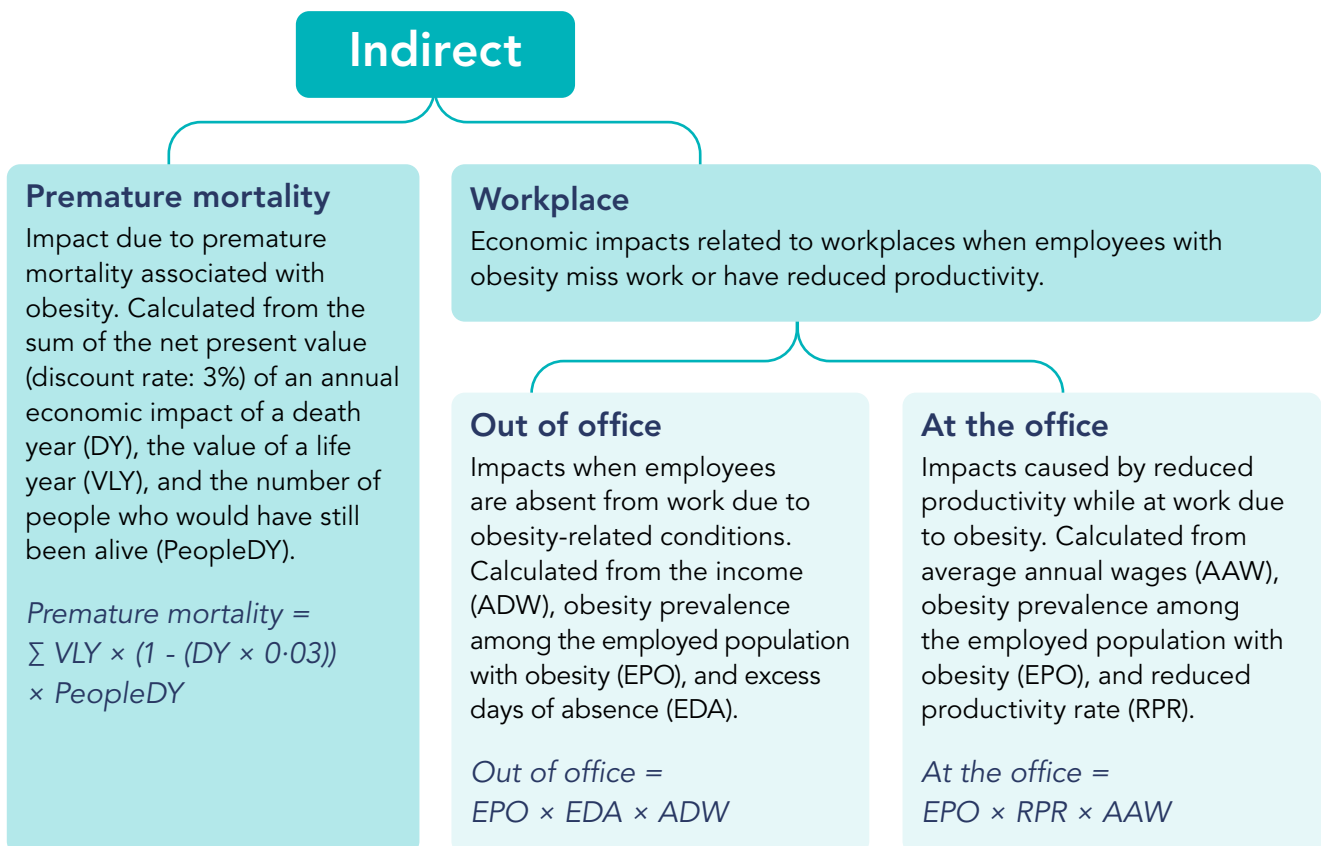 Indirect
Premature mortality
Impact due to premature
mortality associated with
obesity. Calculated from the
sum of the net present value
(discount rate: 3%) of an annual
economic impact of a death
year (DY), the value of a life
year (VLY), and the number of
people who would have still
been alive (PeopleDY).
Premature mortality =
∑ VLY × (1 - (DY × 0·03))
× PeopleDY
Workplace
Economic impacts related to workplaces when employees with
obesity miss work or have reduced productivity.
Out of office
Impacts when employees
are absent from work due to
obesity-related conditions.
Calculated from the income
(ADW), obesity prevalence
among the employed population
with obesity (EPO), and excess
days of absence (EDA).
Out of office =
EPO × EDA × ADW
At the office
Impacts caused by reduced
productivity while at work due
to obesity. Calculated from
average annual wages (AAW),
obesity prevalence among
the employed population with
obesity (EPO), and reduced
productivity rate (RPR).
At the office =
EPO × RPR × AAW